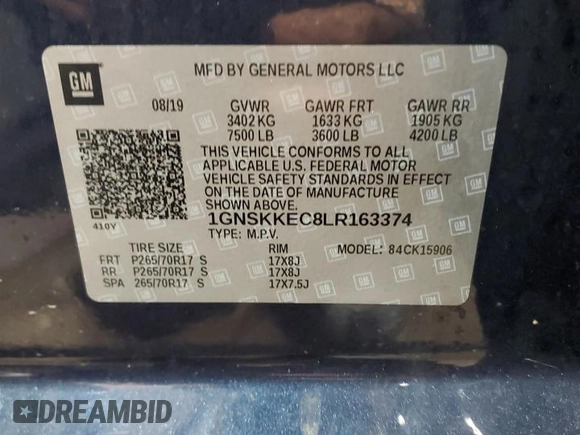 GM
MFD BY GENERAL MOTORS LLC
08/19 GVWR GAWR FRT GAWR RR
3402 KG 1633 KG 1905 KG
7500 LB 3600 LB 4200 LB
THIS VEHICLE CONFORMS TO ALL
APPLICABLE U.S. FEDERAL MOTOR
VEHICLE SAFETY STANDARDS IN EFFECT
ON THE DATE OF MANUFACTURE
SHOWN ABOVE.
410Y 1GNSKKEC8LR163374
TYPE: M.P.V.
TIRE SIZE RIM MODEL: 84CK15906
FRT P265/70R17 S 17X8J
RR P265/70R17 S 17X8J
SPA 265/70R17 S 17X7.5J
DREAMBID